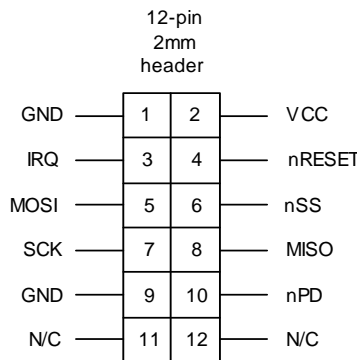 12-pin
2mm
header
GND 1 2 VCC
IRQ 3 4 nRESET
MOSI 5 6 nSS
SCK 7 8 MISO
GND 9 10 nPD
N/C 11 12 N/C